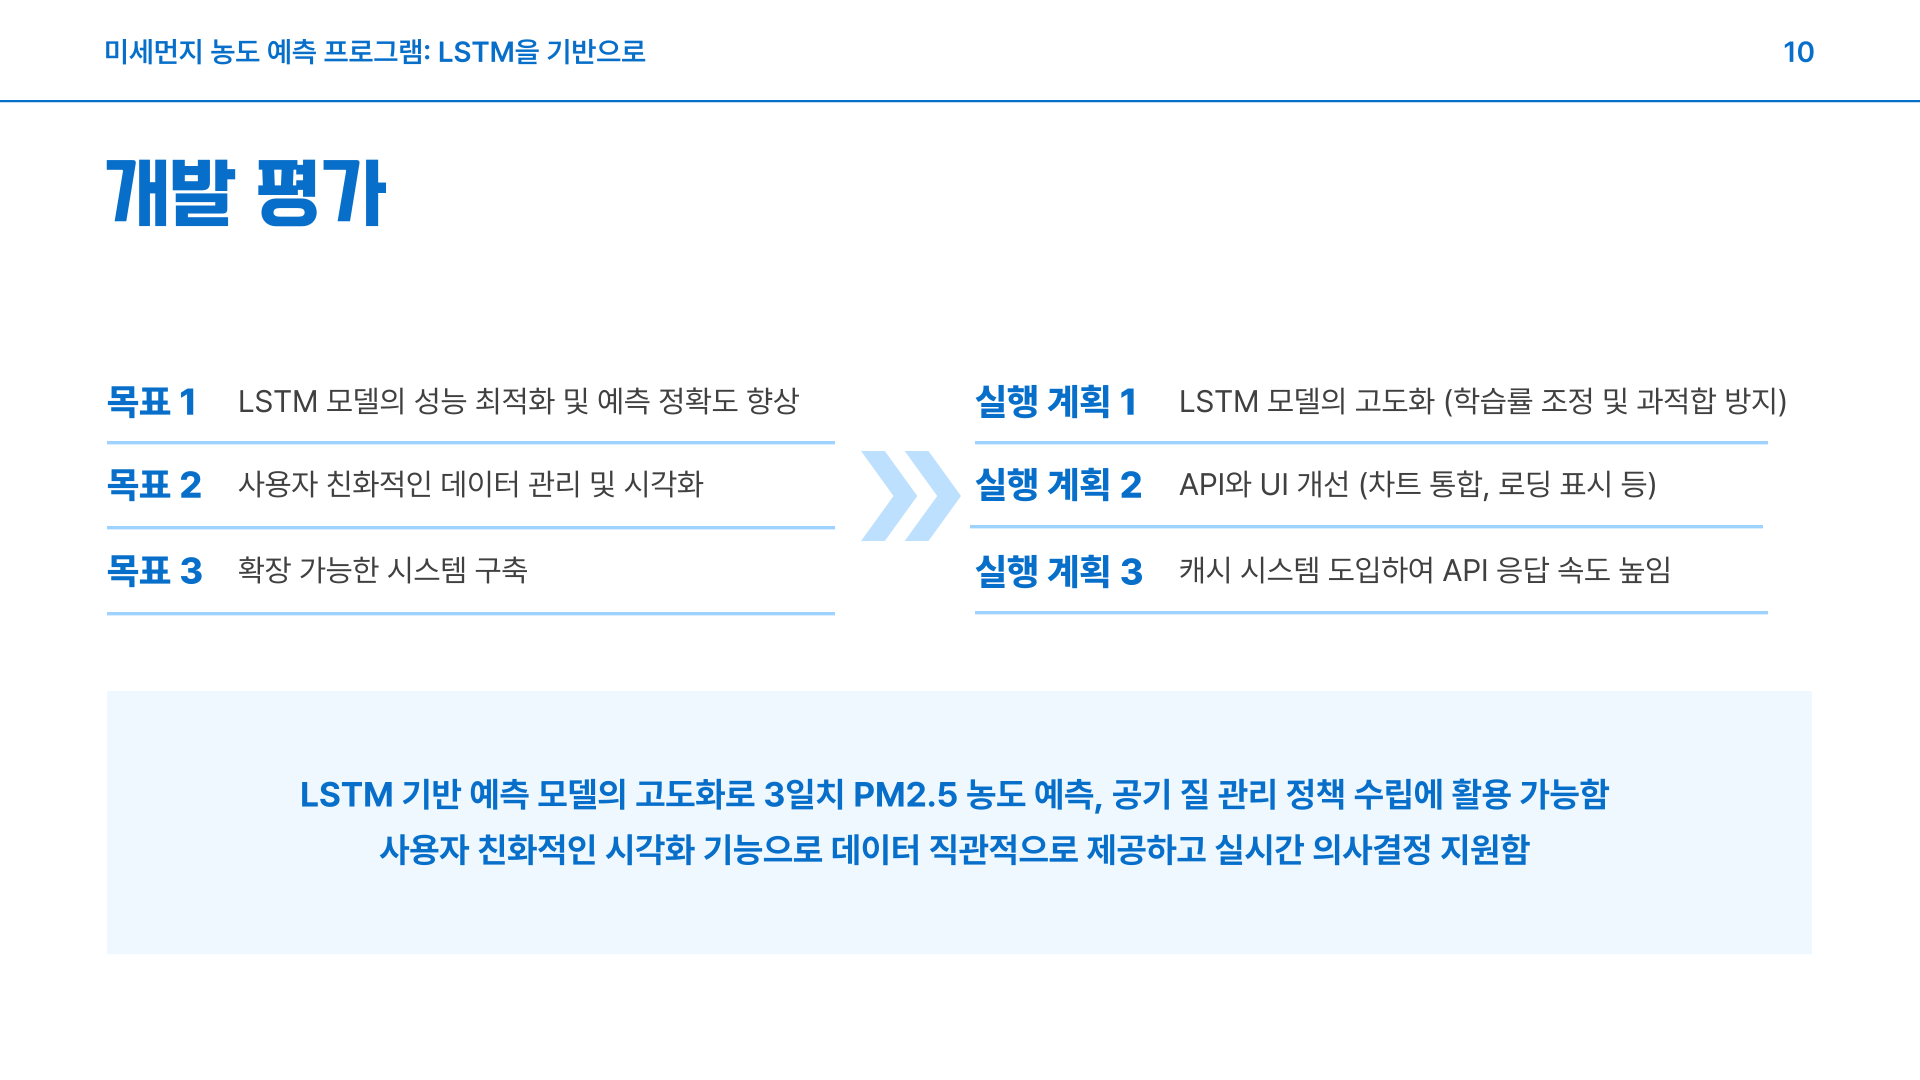 미세먼지 농도 예측 프로그램: LSTM을 기반으로
10
개발 평가
목표 1 LSTM 모델의 성능 최적화 및 예측 정확도 향상
목표 2 사용자 친화적인 데이터 관리 및 시각화
목표 3 확장 가능한 시스템 구축
실행 계획 1 LSTM 모델의 고도화 (학습률 조정 및 과적합 방지)
실행 계획 2 API와 UI 개선 (차트 통합, 로딩 표시 등)
실행 계획 3 캐시 시스템 도입하여 API 응답 속도 높임
LSTM 기반 예측 모델의 고도화로 3일치 PM2.5 농도 예측, 공기 질 관리 정책 수립에 활용 가능함
사용자 친화적인 시각화 기능으로 데이터 직관적으로 제공하고 실시간 의사결정 지원함